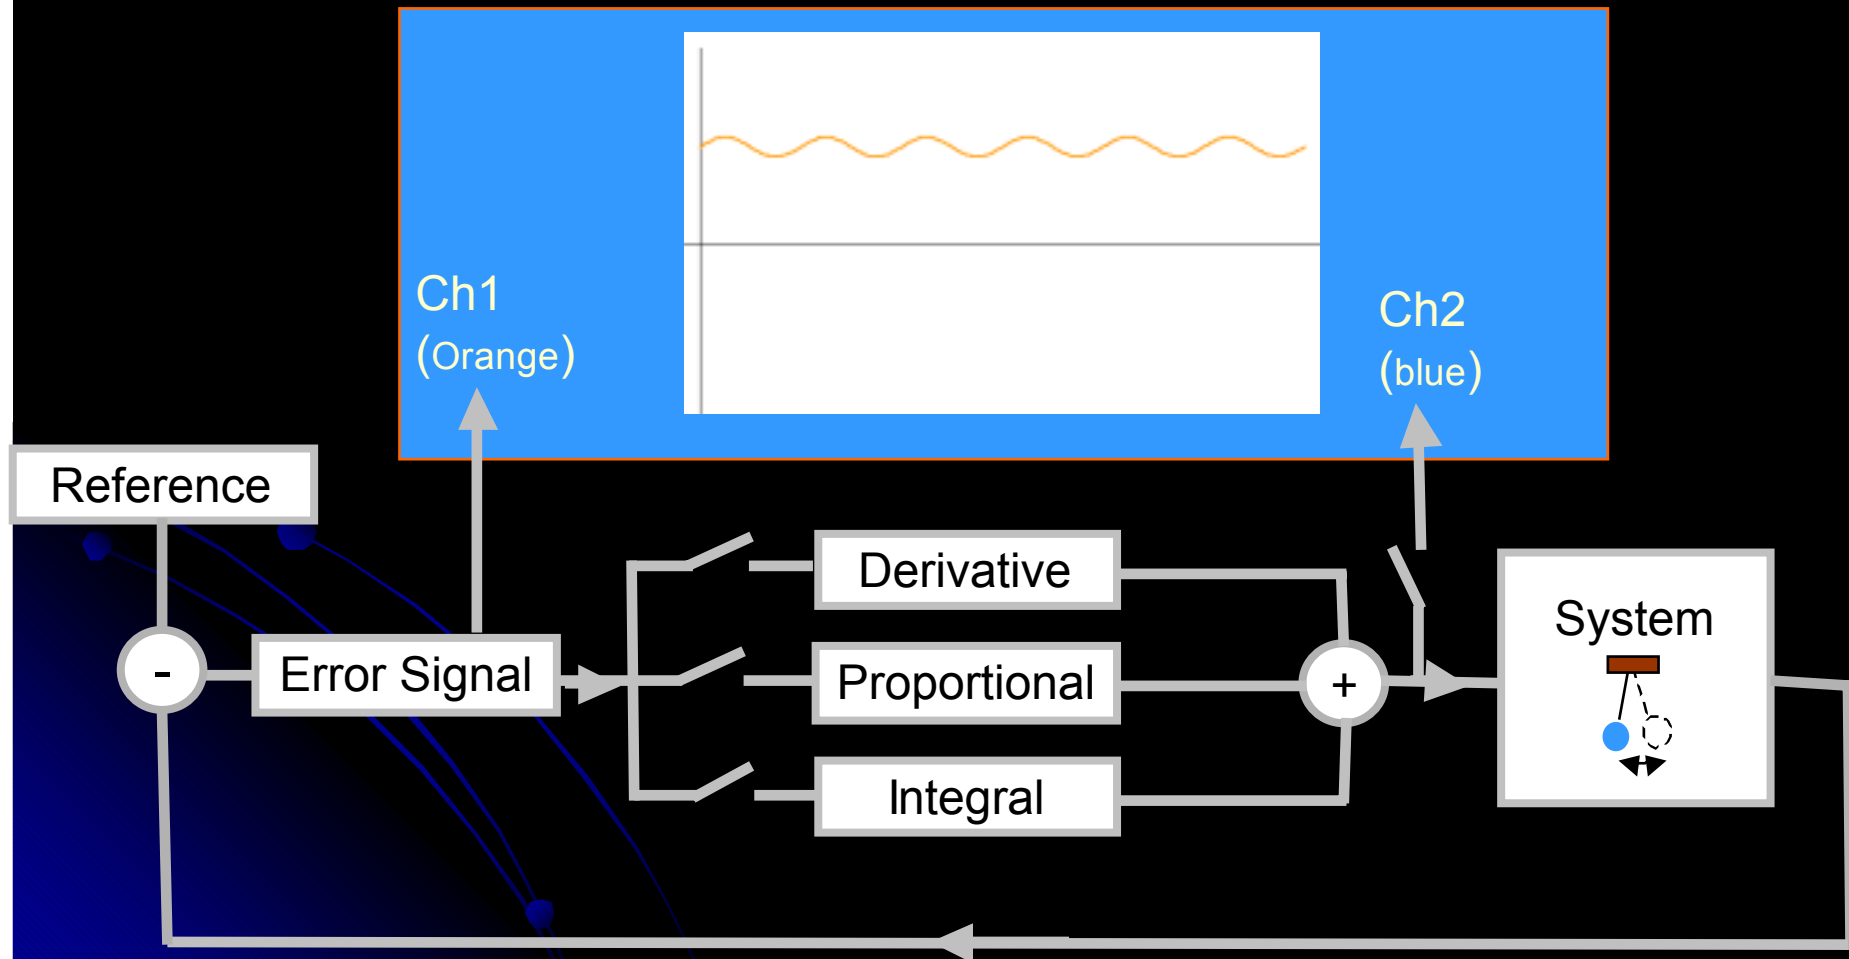 Ch1
(Orange)
Ch2
(blue)
Reference
-
Error Signal
Derivative
Proportional
Integral
+
System